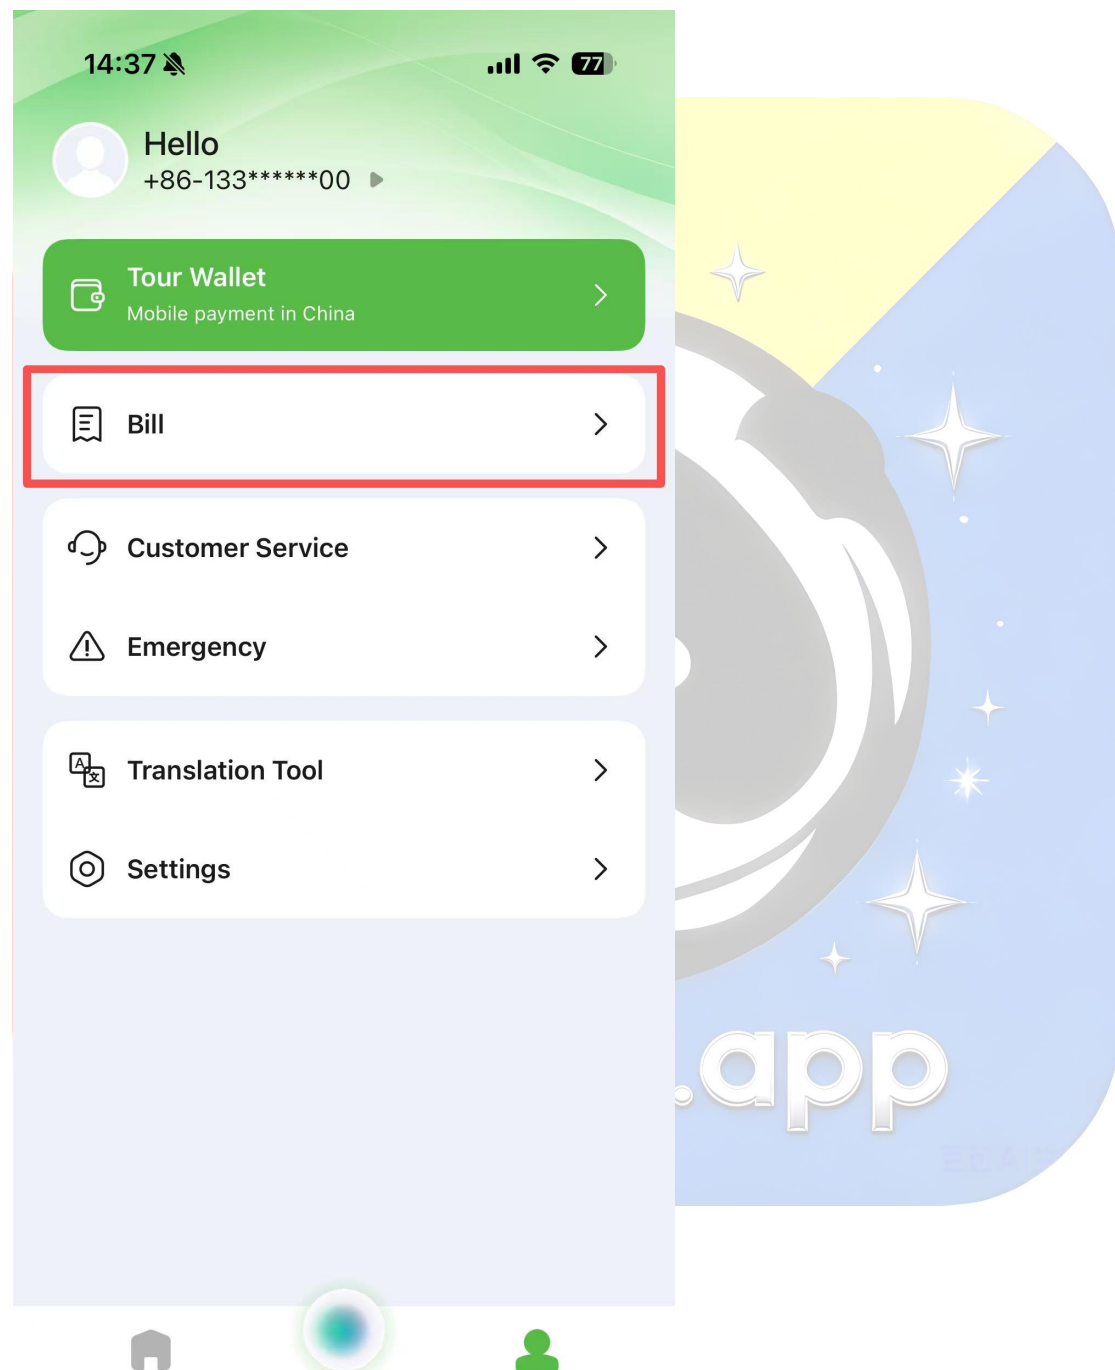 14:37
77
Hello
+86-133******00
Tour Wallet
Mobile payment in China
Bill
Customer Service
Emergency
Translation Tool
Settings
.app